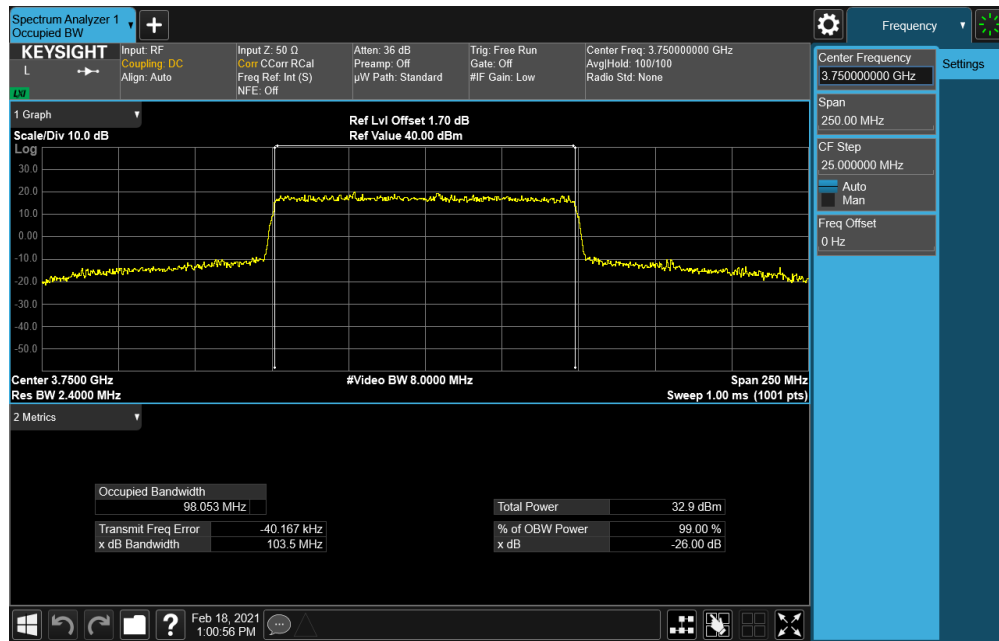 Spectrum Analyzer 1
Occupied BW
Frequency
KEYSIGHT
L
LXI
Input: RF
Coupling: DC
Align: Auto
Input Z: 50 Ω
Corr CCorr RCal
Freq Ref: Int (S)
NFE: Off
Atten: 36 dB
Preamp: Off
µW Path: Standard
Trig: Free Run
Gate: Off
#IF Gain: Low
Center Freq: 3.750000000 GHz
Avg|Hold: 100/100
Radio Std: None
Center Frequency
3.750000000 GHz
Settings
Span
250.00 MHz
CF Step
25.000000 MHz
Auto
Man
Freq Offset
0 Hz
1 Graph
Scale/Div 10.0 dB
Ref Lvl Offset 1.70 dB
Ref Value 40.00 dBm
Log
30.0
20.0
10.0
0.00
-10.0
-20.0
-30.0
-40.0
-50.0
Center 3.7500 GHz
#Video BW 8.0000 MHz
Span 250 MHz
Res BW 2.4000 MHz
Sweep 1.00 ms (1001 pts)
2 Metrics
Occupied Bandwidth
98.053 MHz
Total Power 32.9 dBm
Transmit Freq Error -40.167 kHz
% of OBW Power 99.00 %
x dB Bandwidth 103.5 MHz
x dB -26.00 dB
?
Feb 18, 2021
1:00:56 PM